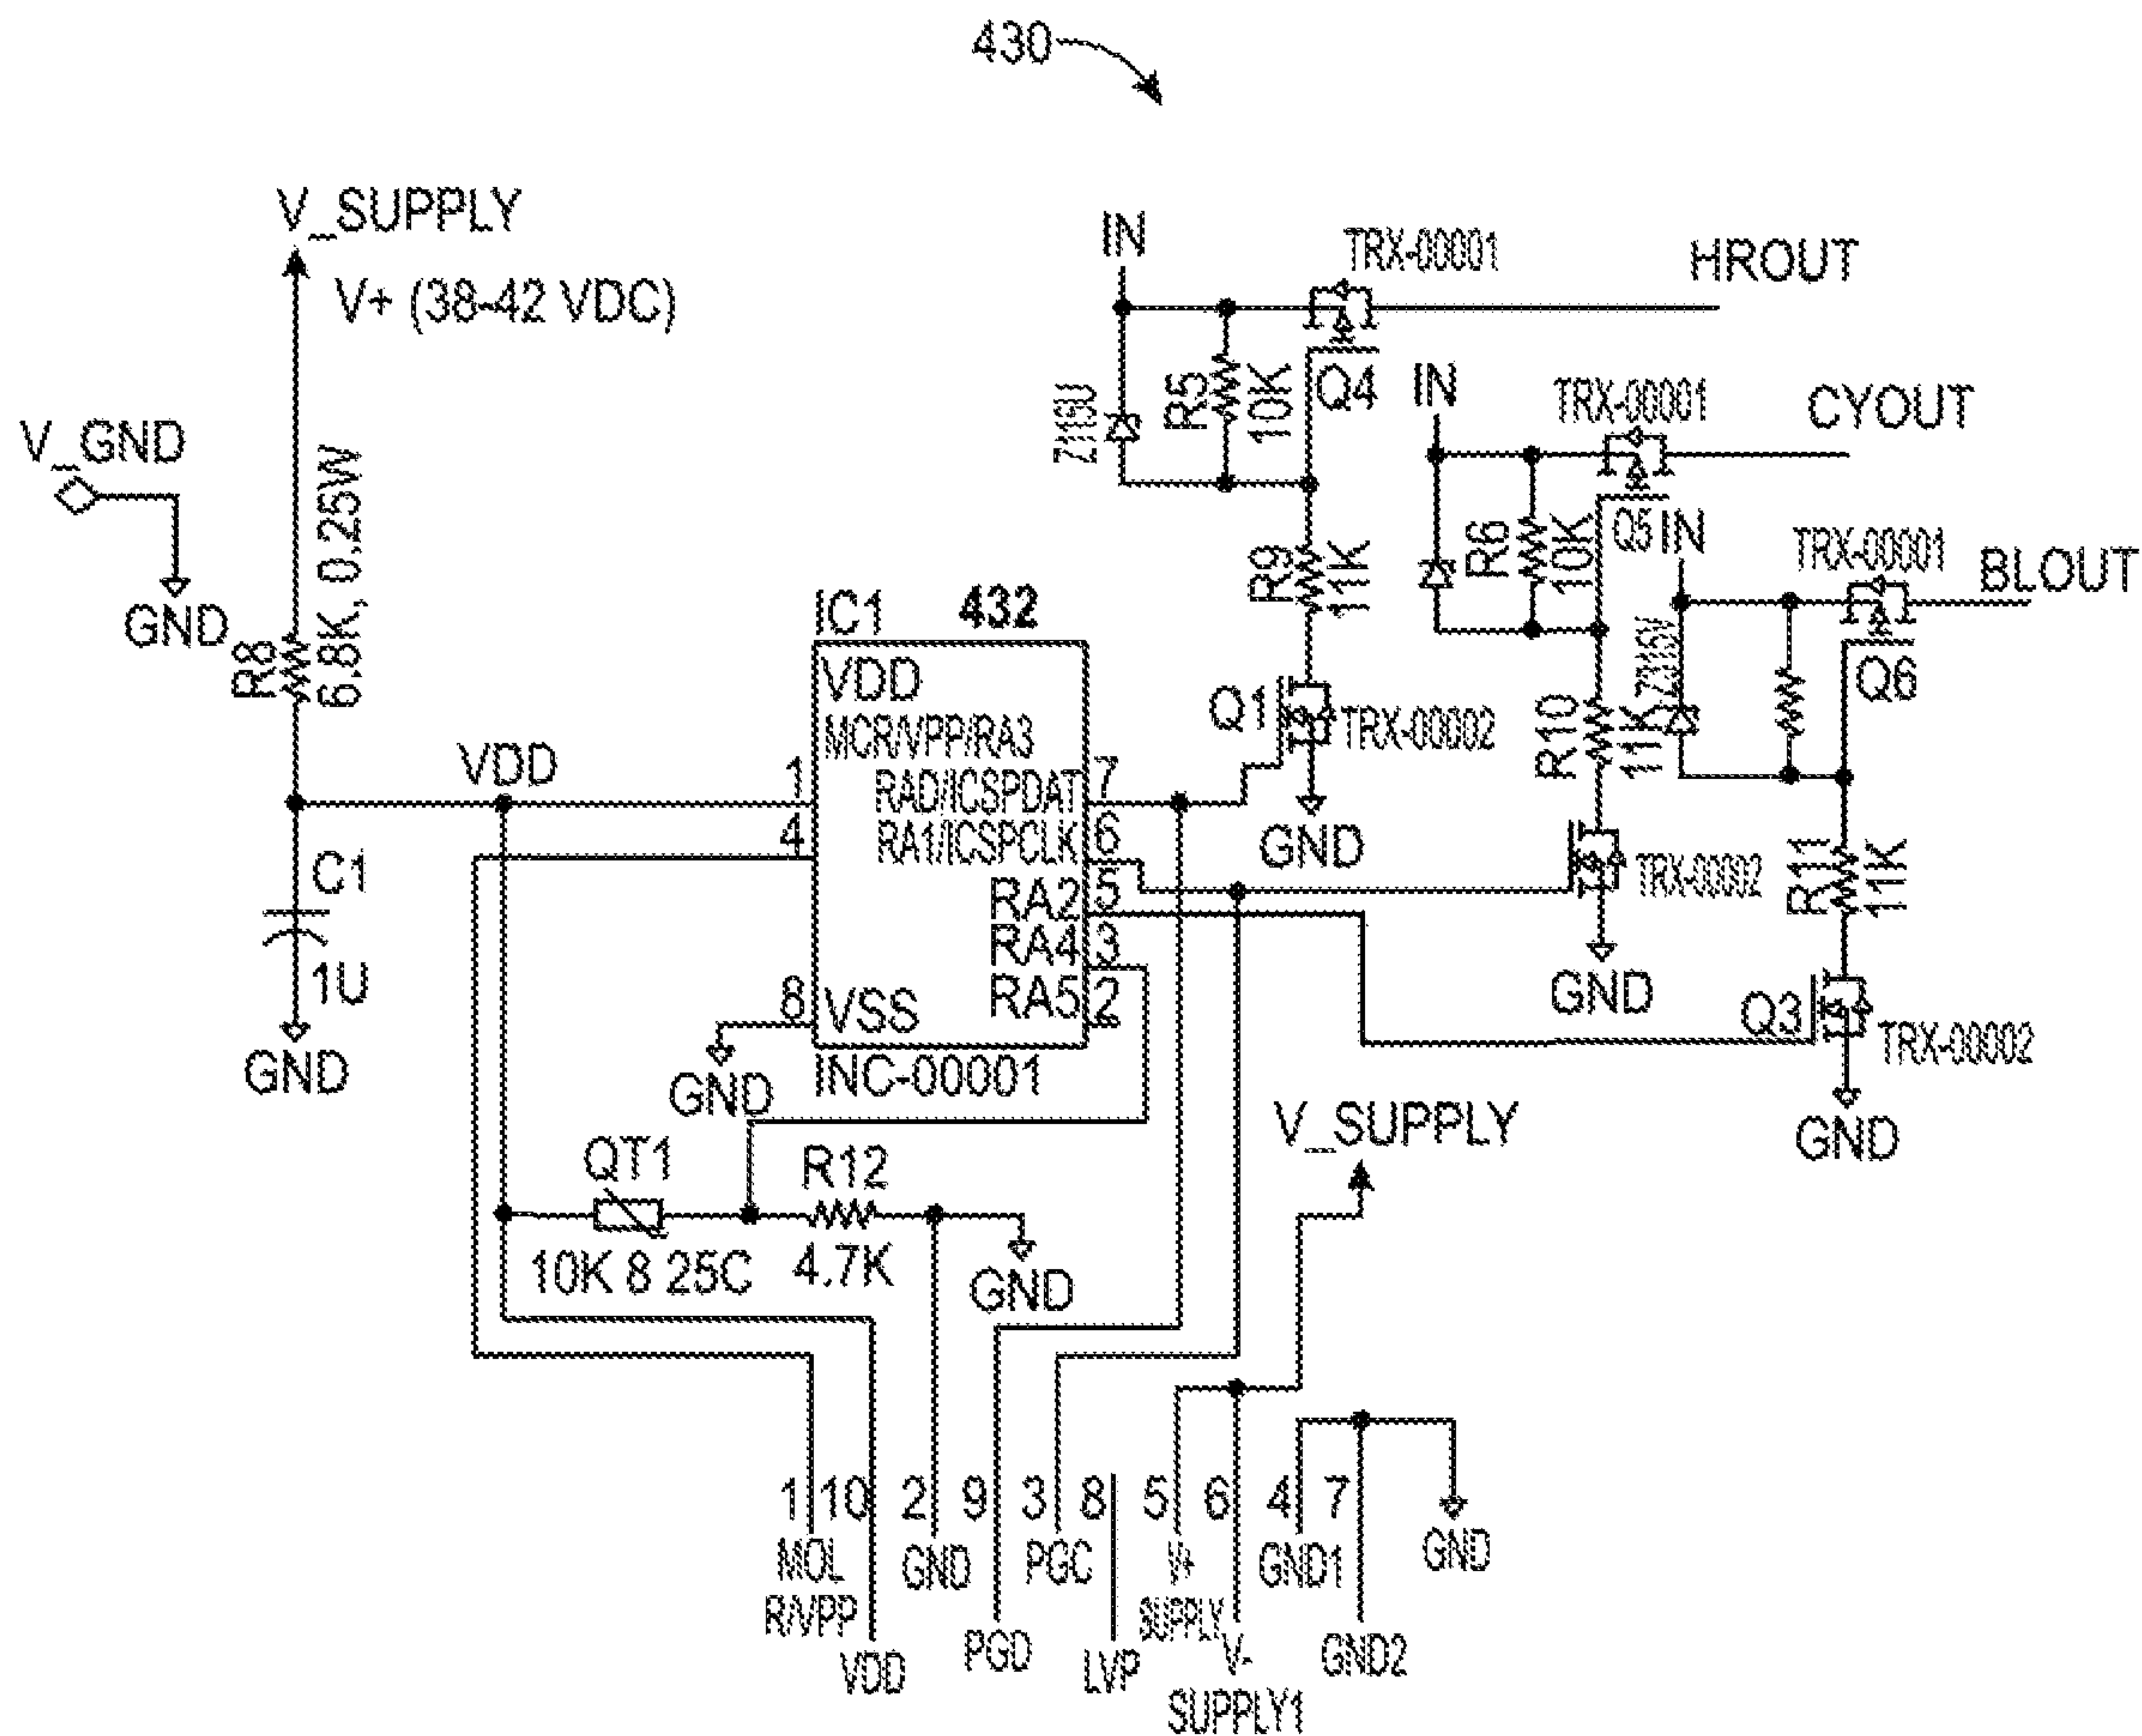 430
V_SUPPLY
V+ (38-42 VDC)
V_GND
GND
R8
6.8K, 0.25W
VDD
C1
1U
GND
IC1
432
VDD
MCR/VPP/RA3
RAD/ICSPDAT
RA1/ICSPCLK
RA2
RA4
RA5
VSS
1
4
8
7
6
5
3
2
INC-00001
GND
IN
TRX-00001
HROUT
R5
10K
Q4
R9
11K
Q1
TRX-00002
GND
IN
TRX-00001
CYOUT
R6
10K
Q5
R10
11K
TRX-00002
GND
IN
TRX-00001
BLOUT
Q6
R11
11K
Q3
TRX-00002
GND
QT1
10K 8 25C
R12
4.7K
GND
V_SUPPLY
1 10 2 9 3 8 5 6 4 7
MOL
R/VPP
VDD
GND
PGD
PGC
LVP
V+
SUPPLY
V-
SUPPLY1
GND1
GND2
GND